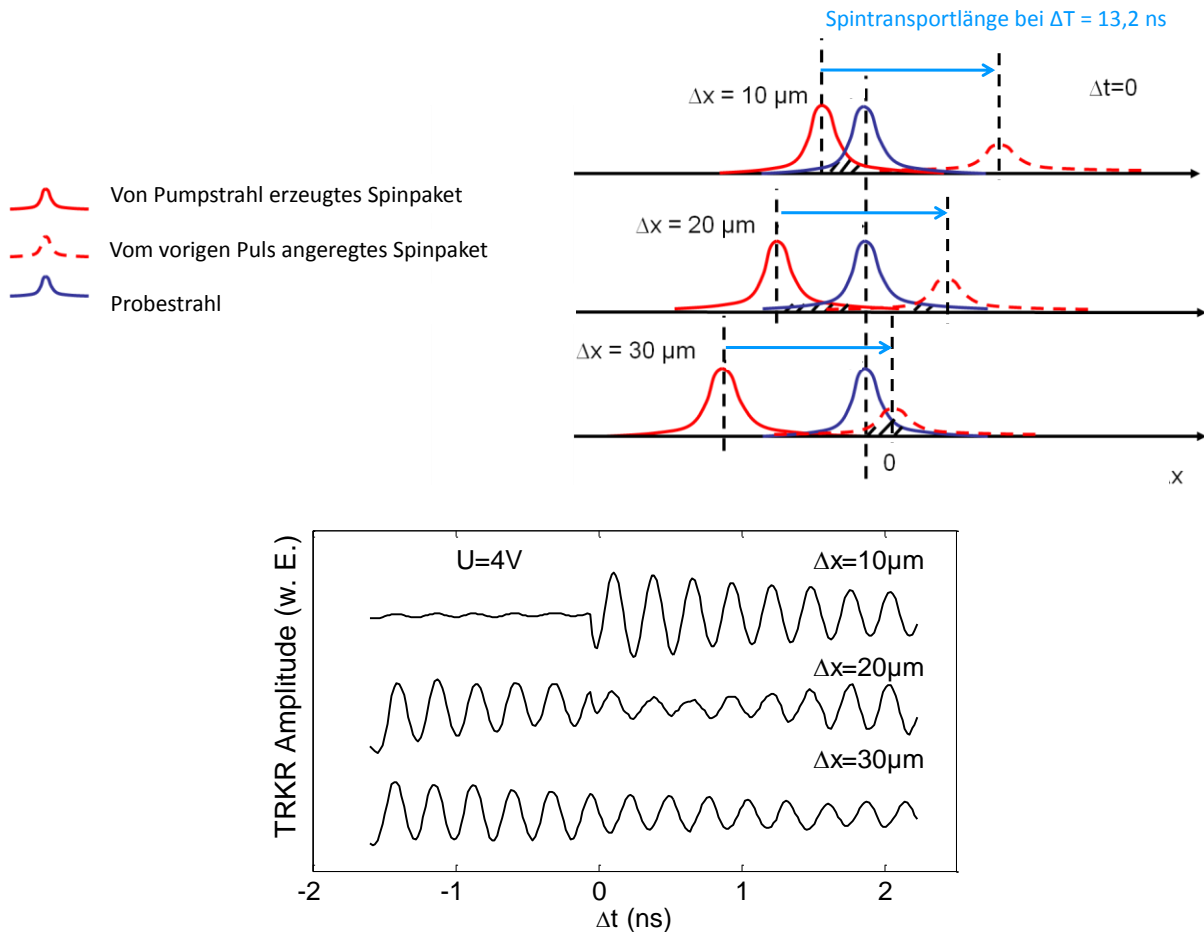 Spintransportlänge bei ΔT = 13,2 ns
Δx = 10 µm
Δt=0
Von Pumpstrahl erzeugtes Spinpaket
Δx = 20 µm
Vom vorigen Puls angeregtes Spinpaket
Probestrahl
Δx = 30 µm
0
.x
TRKR Amplitude (w. E.)
U=4V
Δx=10µm
Δx=20µm
Δx=30µm
-2 -1 0 1 2
Δt (ns)